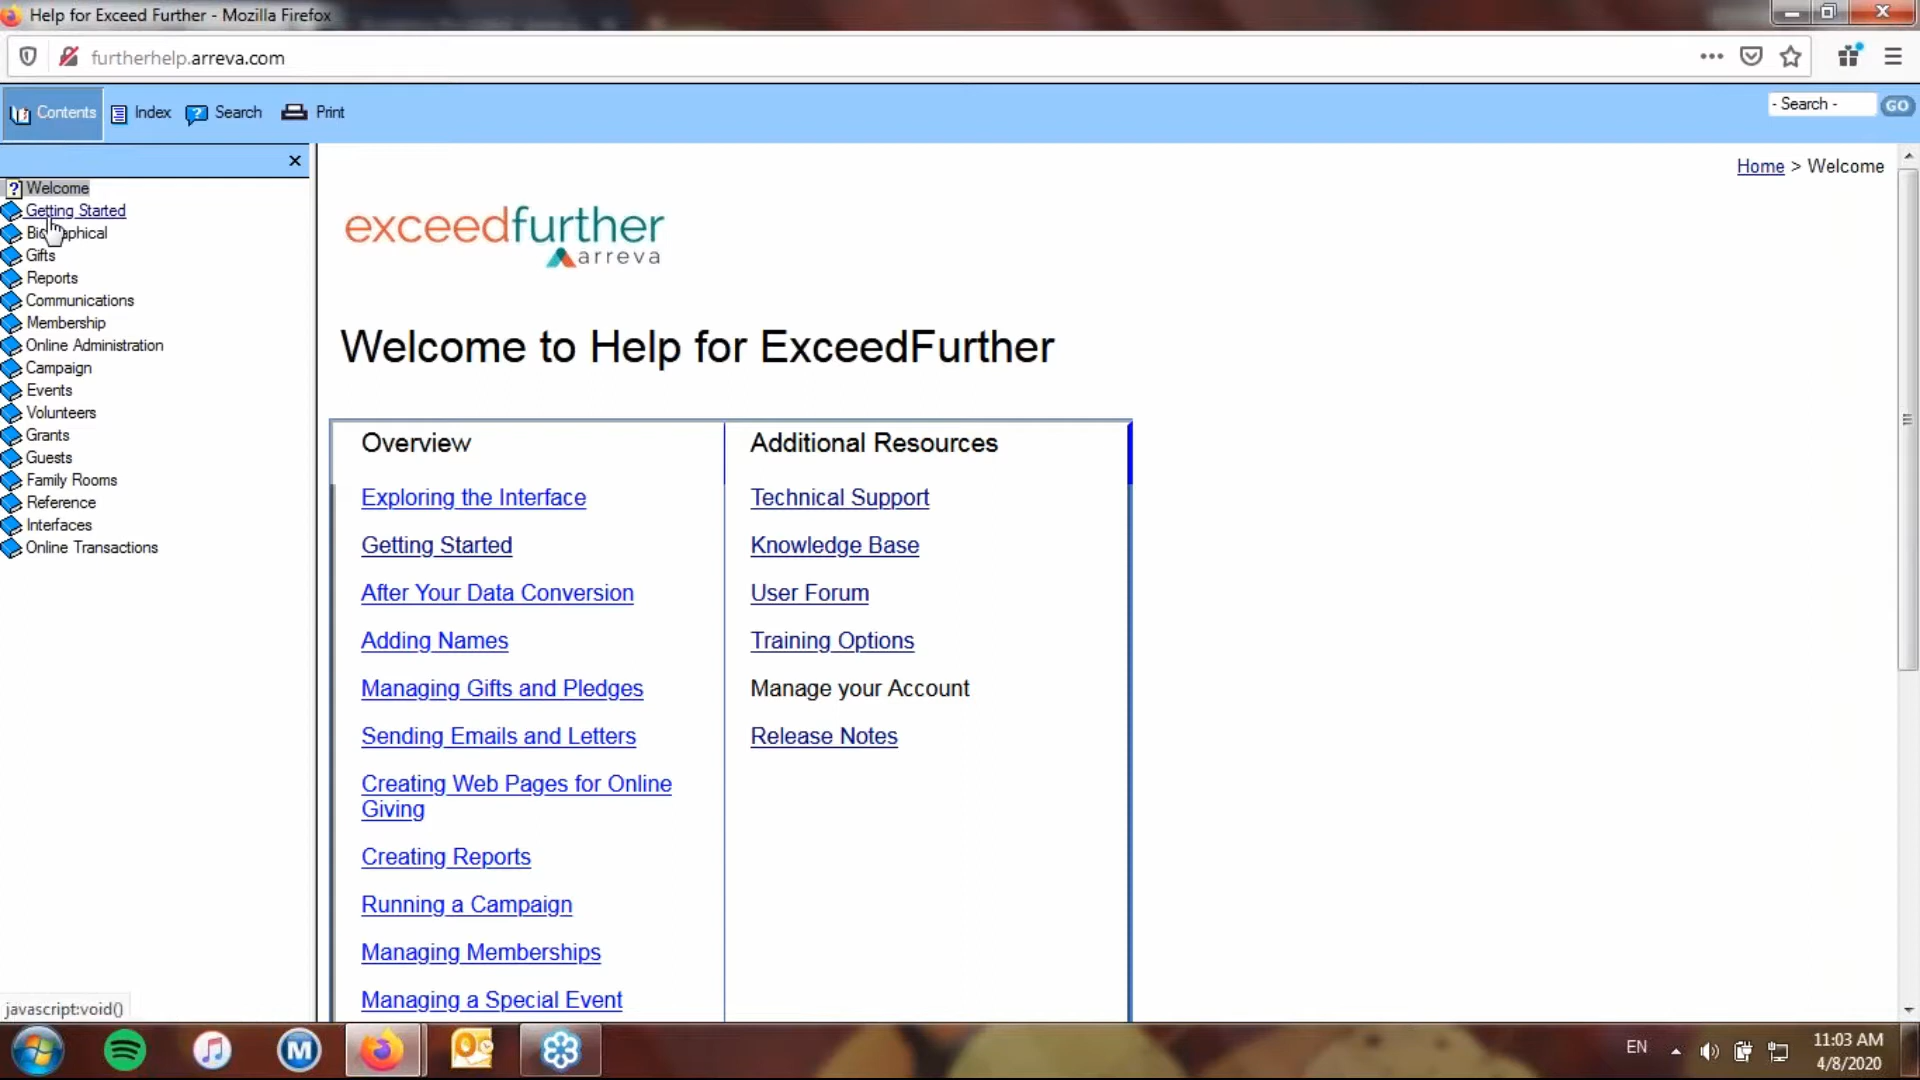 Help for Exceed Further - Mozilla Firefox
furtherhelp.arreva.com
Contents Index Search Print
- Search - GO
Home > Welcome
Welcome
Getting Started
Gifts
Reports
Communications
Membership
Online Administration
Campaign
Events
Volunteers
Grants
Guests
Family Rooms
Reference
Interfaces
Online Transactions
exceedfurther
arreva
Welcome to Help for ExceedFurther
Overview
Exploring the Interface
Getting Started
After Your Data Conversion
Adding Names
Managing Gifts and Pledges
Sending Emails and Letters
Creating Web Pages for Online
Giving
Creating Reports
Running a Campaign
Managing Memberships
Managing a Special Event
Additional Resources
Technical Support
Knowledge Base
User Forum
Training Options
Manage your Account
Release Notes
javascript:void()
EN
11:03 AM
4/8/2020